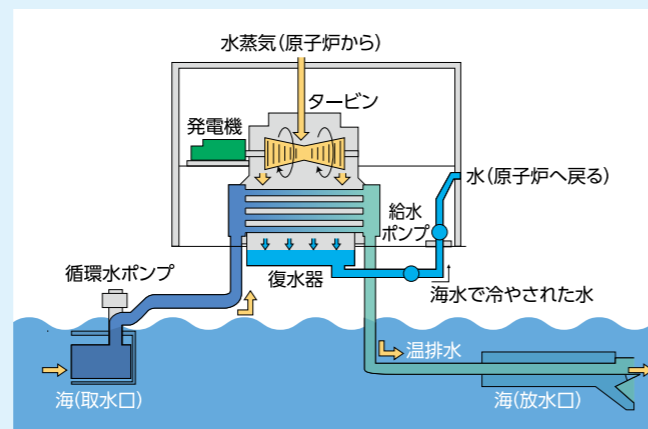 水蒸気(原子炉から)
タービン
発電機
水(原子炉へ戻る)
給水
ポンプ
循環水ポンプ
復水器
海水で冷やされた水
温排水
海(取水口)
海(放水口)